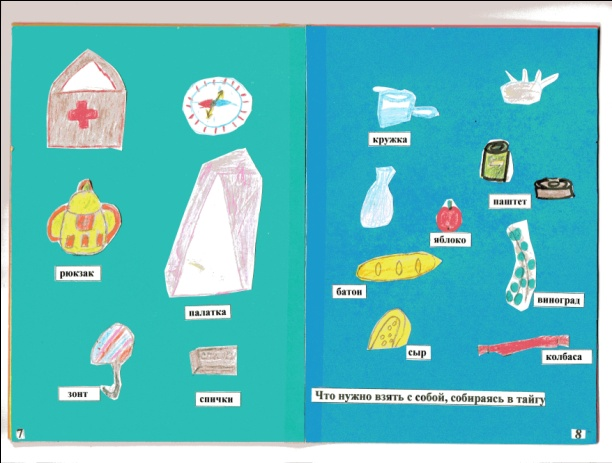 рюкзак
палатка
зонт
спички
7
кружка
паштет
яблоко
батон
виноград
сыр
колбаса
Что нужно взять с собой, собираясь в тайгу
8